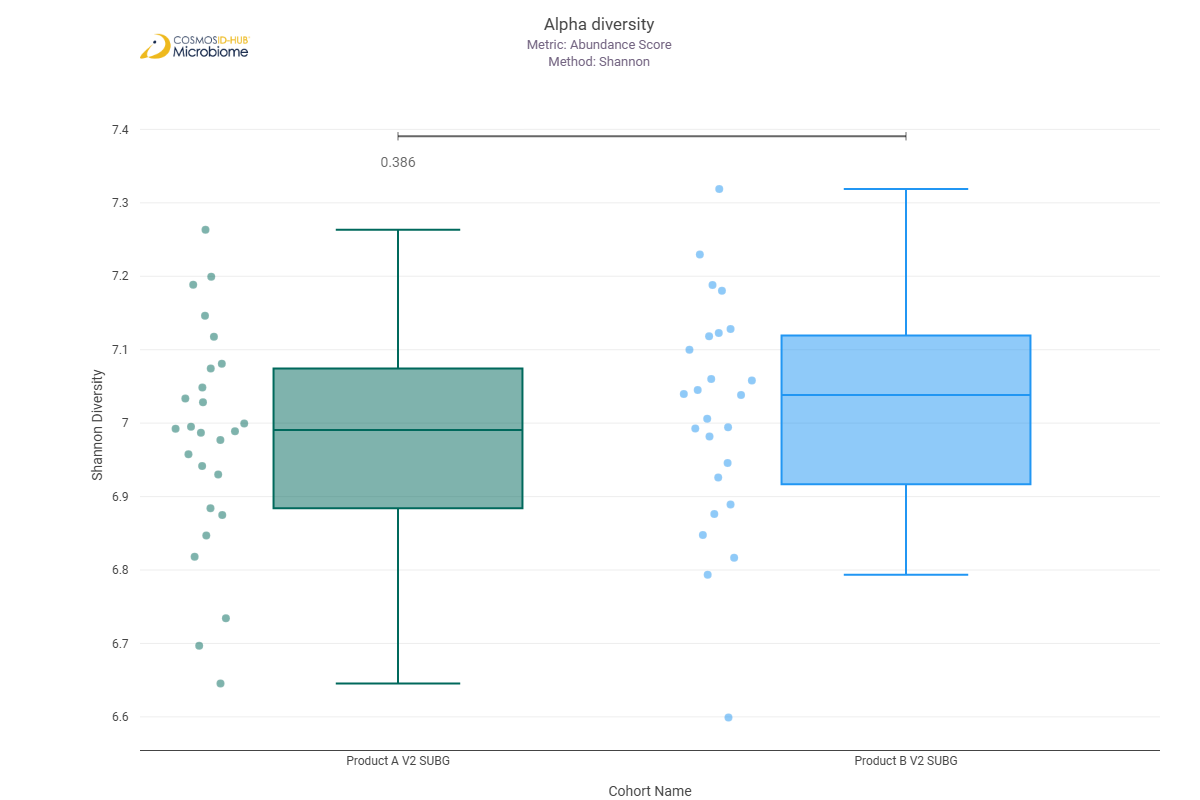 Alpha diversity
Metric: Abundance Score
Method: Shannon
COSMOSID-HUB
Microbiome
7.4
0.386
7.3
7.2
7.1
7
6.9
6.8
6.7
6.6
Shannon Diversity
Product A V2 SUBG
Product B V2 SUBG
Cohort Name